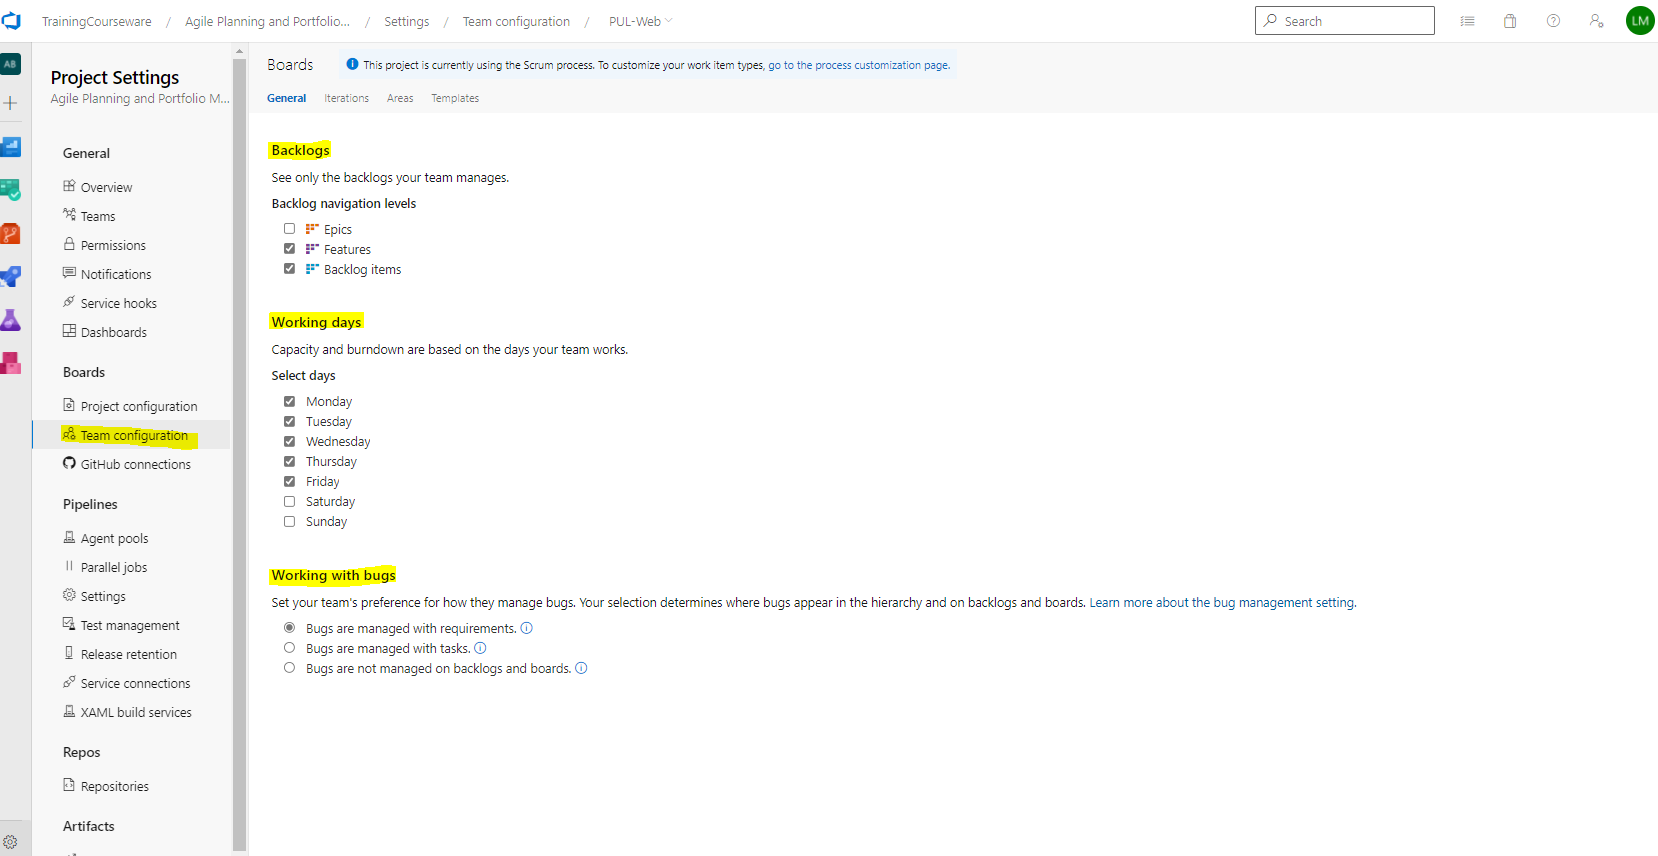 TrainingCourseware / Agile Planning and Portfolio... / Settings / Team configuration / PUL-Web
Search
LM
AB
Project Settings
Agile Planning and Portfolio M...
General
Overview
Teams
Permissions
Notifications
Service hooks
Dashboards
Boards
Project configuration
Team configuration
GitHub connections
Pipelines
Agent pools
Parallel jobs
Settings
Test management
Release retention
Service connections
XAML build services
Repos
Repositories
Artifacts
Boards
This project is currently using the Scrum process. To customize your work item types, go to the process customization page.
General Iterations Areas Templates
Backlogs
See only the backlogs your team manages.
Backlog navigation levels
Epics
Features
Backlog items
Working days
Capacity and burndown are based on the days your team works.
Select days
Monday
Tuesday
Wednesday
Thursday
Friday
Saturday
Sunday
Working with bugs
Set your team's preference for how they manage bugs. Your selection determines where bugs appear in the hierarchy and on backlogs and boards. Learn more about the bug management setting.
Bugs are managed with requirements.
Bugs are managed with tasks.
Bugs are not managed on backlogs and boards.